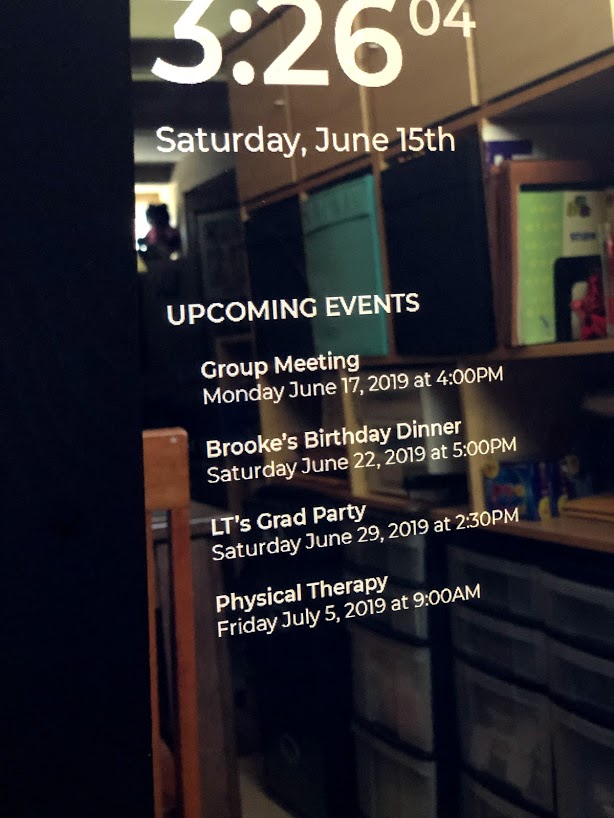 3:26 04
Saturday, June 15th
UPCOMING EVENTS
Group Meeting
Monday June 17, 2019 at 4:00PM
Brooke's Birthday Dinner
Saturday June 22, 2019 at 5:00PM
LT's Grad Party
Saturday June 29, 2019 at 2:30PM
Physical Therapy
Friday July 5, 2019 at 9:00AM